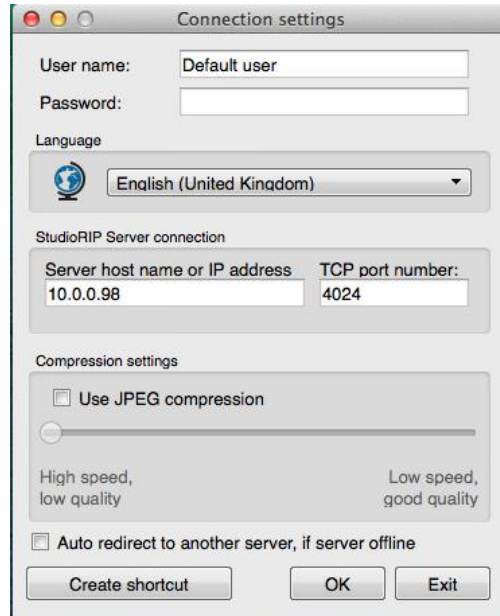 Connection settings
User name: Default user
Password:
Language
English (United Kingdom)
StudioRIP Server connection
Server host name or IP address TCP port number:
10.0.0.98 4024
Compression settings
Use JPEG compression
High speed, Low speed,
low quality good quality
Auto redirect to another server, if server offline
Create shortcut OK Exit